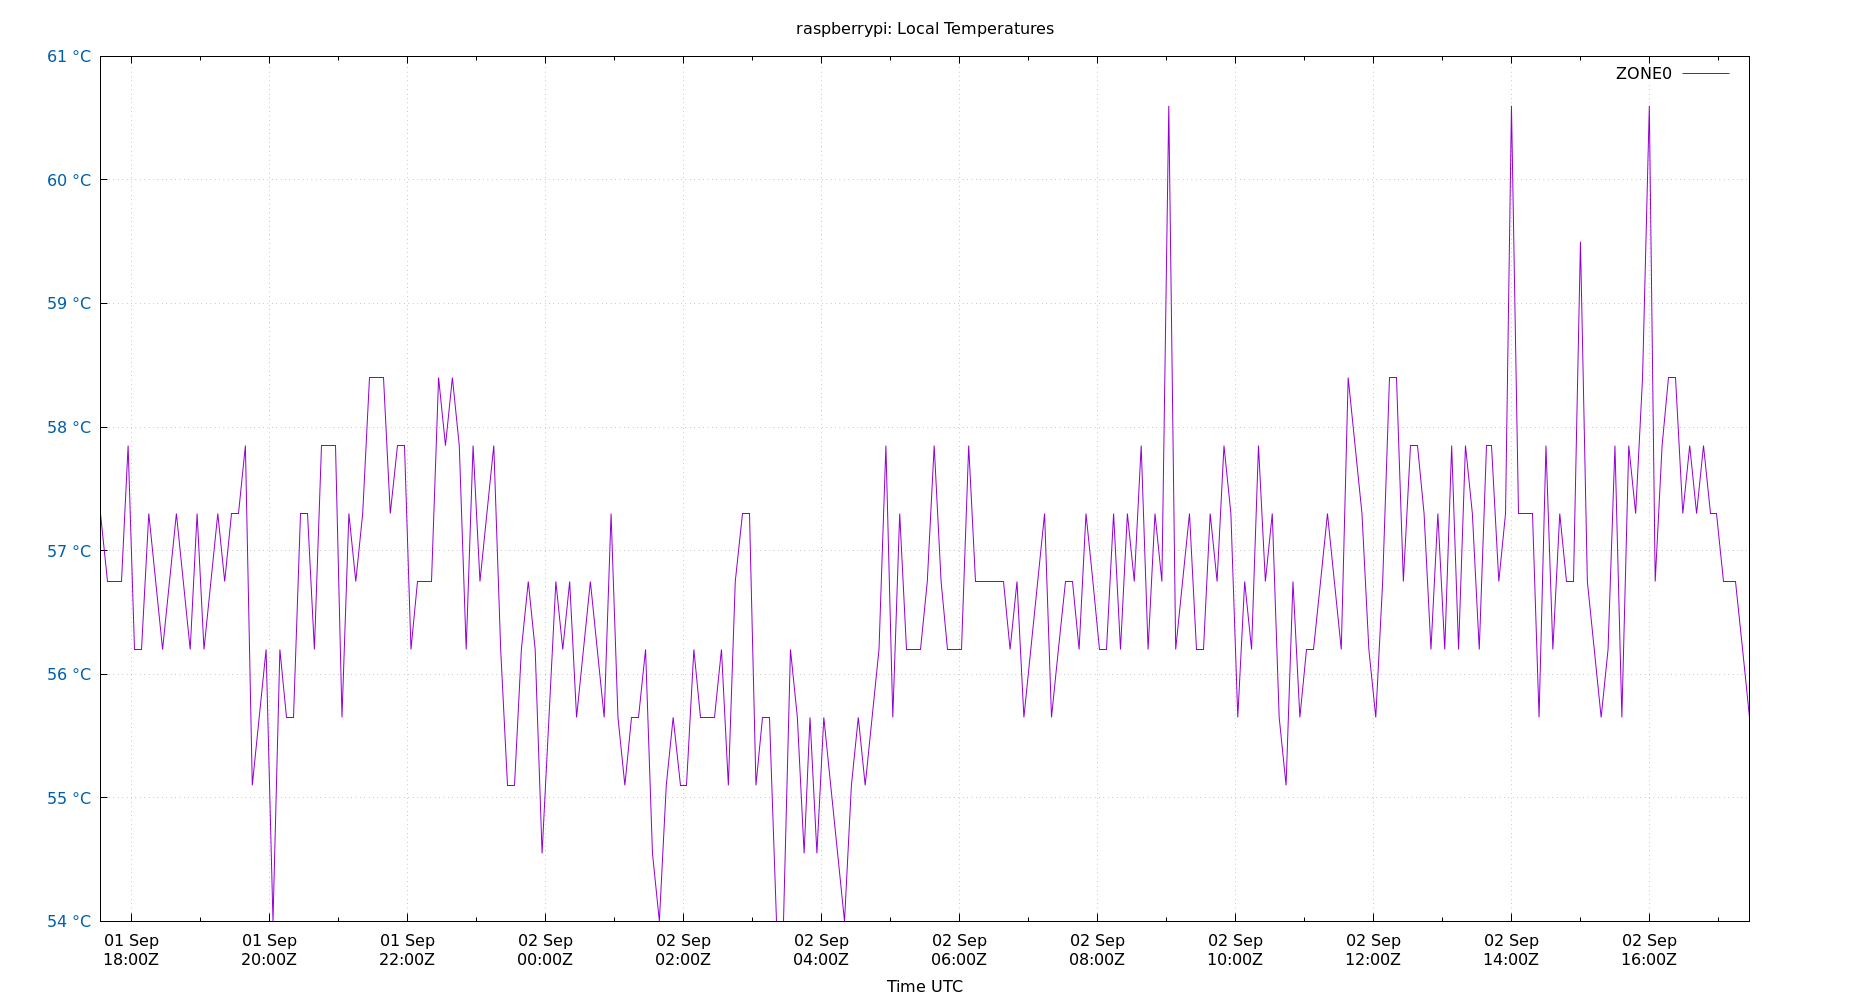 raspberrypi: Local Temperatures
61 °C
ZONE0
60 °C
59 °C
58 °C
57 °C
56 °C
55 °C
54 °C
01 Sep 01 Sep 01 Sep 02 Sep 02 Sep 02 Sep 02 Sep 02 Sep 02 Sep 02 Sep 02 Sep 02 Sep
18:00Z 20:00Z 22:00Z 00:00Z 02:00Z 04:00Z 06:00Z 08:00Z 10:00Z 12:00Z 14:00Z 16:00Z
Time UTC